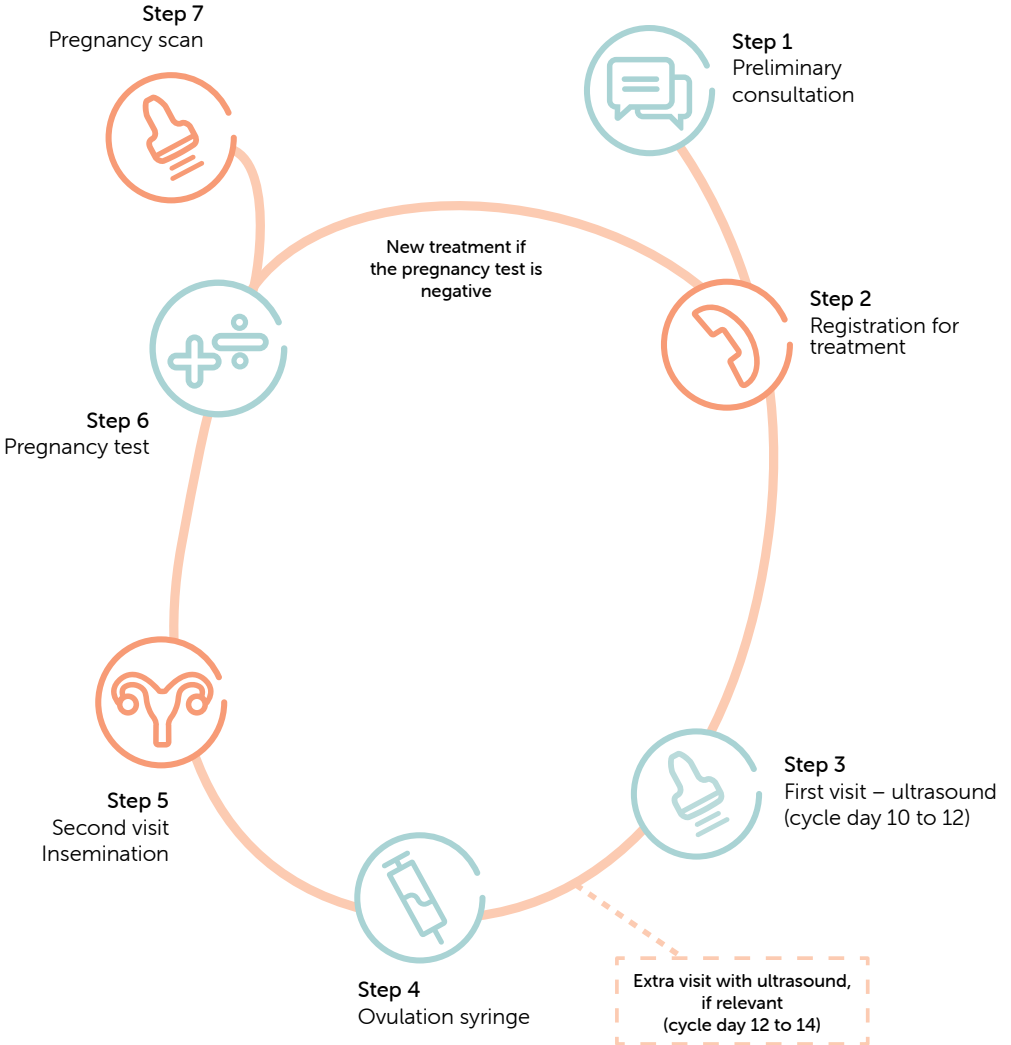 Step 7
Pregnancy scan
Step 1
Preliminary
consultation
New treatment if
the pregnancy test is
negative
Step 2
Registration for
treatment
Step 6
Pregnancy test
Step 3
First visit – ultrasound
(cycle day 10 to 12)
Step 5
Second visit
Insemination
Step 4
Ovulation syringe
Extra visit with ultrasound,
if relevant
(cycle day 12 to 14)